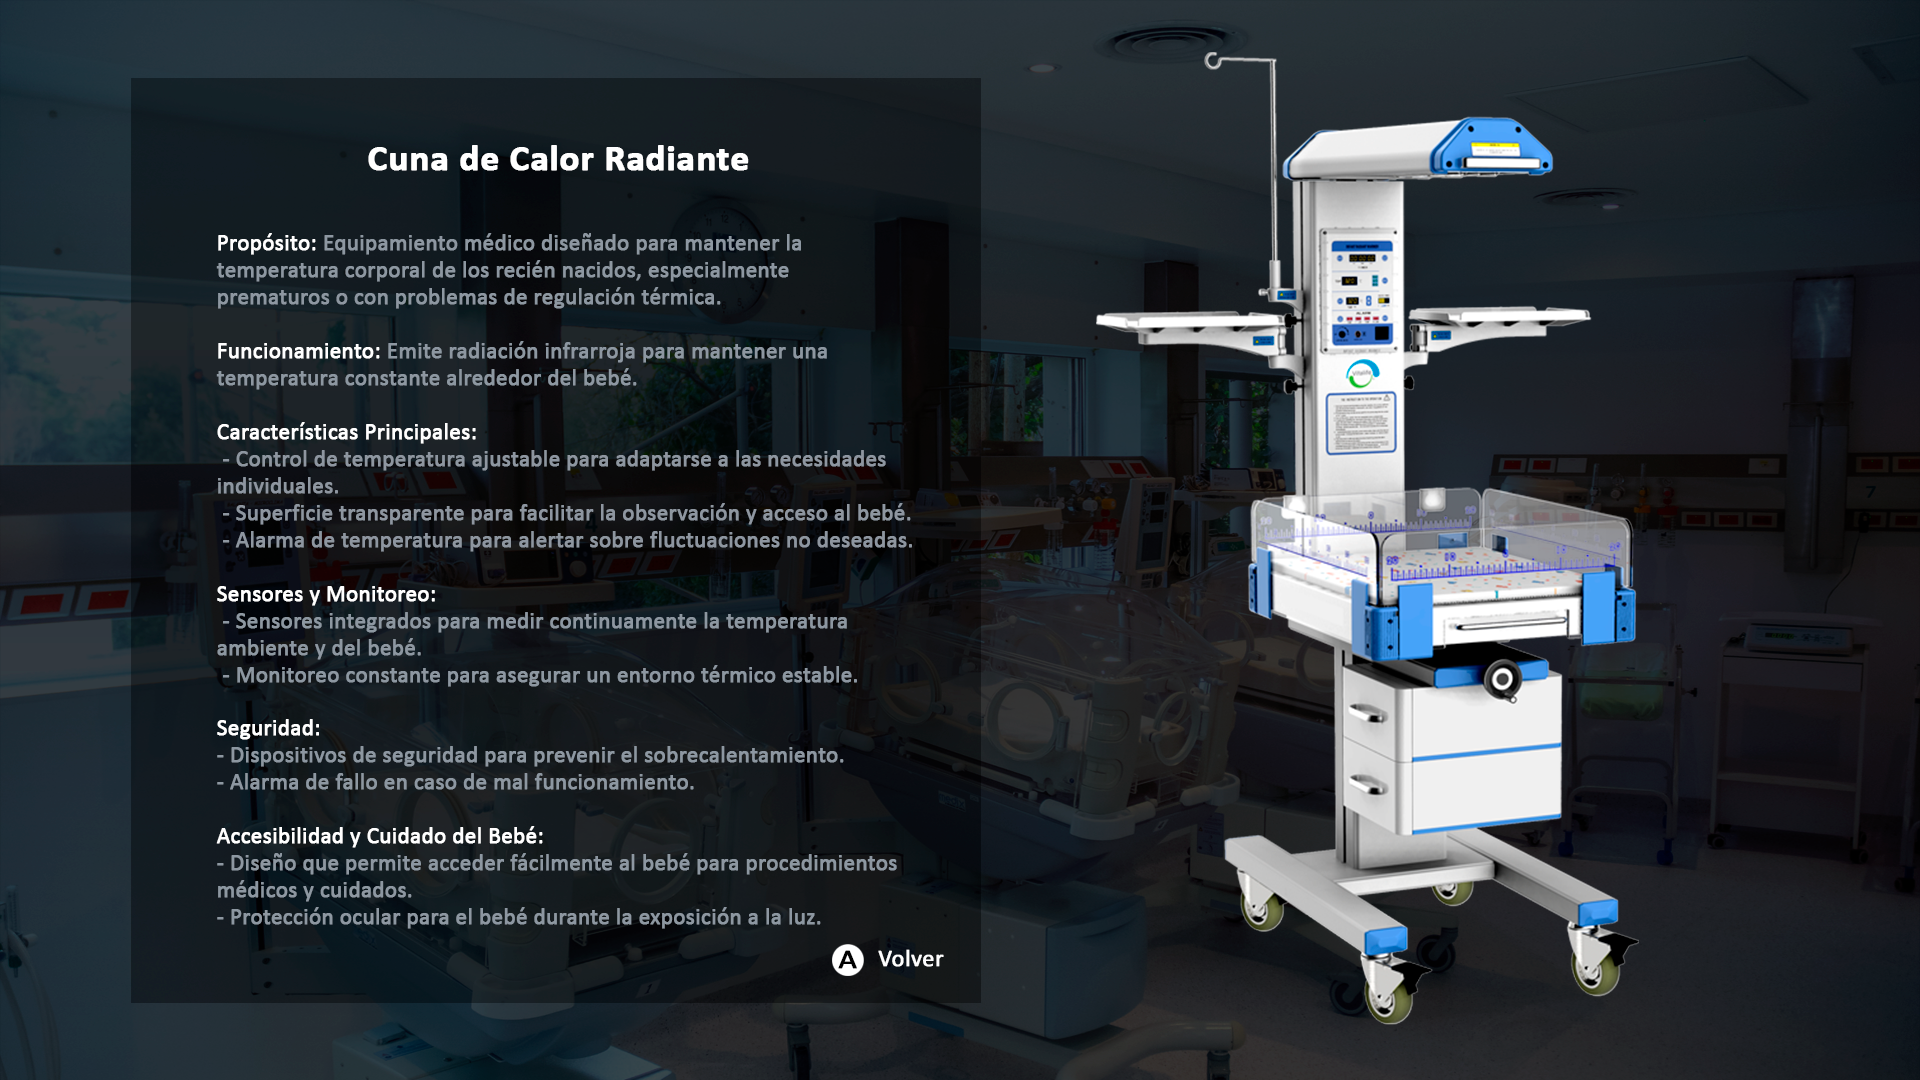 Cuna de Calor Radiante
Propósito: Equipamiento médico diseñado para mantener la
temperatura corporal de los recién nacidos, especialmente
prematuros o con problemas de regulación térmica.
Funcionamiento: Emite radiación infrarroja para mantener una
temperatura constante alrededor del bebé.
Características Principales:
- Control de temperatura ajustable para adaptarse a las necesidades
individuales.
- Superficie transparente para facilitar la observación y acceso al bebé.
- Alarma de temperatura para alertar sobre fluctuaciones no deseadas.
Sensores y Monitoreo:
- Sensores integrados para medir continuamente la temperatura
ambiente y del bebé.
- Monitoreo constante para asegurar un entorno térmico estable.
Seguridad:
- Dispositivos de seguridad para prevenir el sobrecalentamiento.
- Alarma de fallo en caso de mal funcionamiento.
Accesibilidad y Cuidado del Bebé:
- Diseño que permite acceder fácilmente al bebé para procedimientos
médicos y cuidados.
- Protección ocular para el bebé durante la exposición a la luz.
A Volver